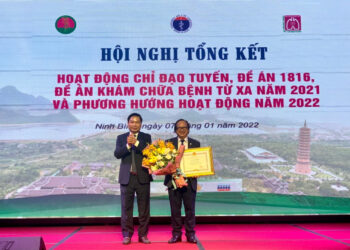 HỘI NGHỊ TỔNG KẾT
HOẠT ĐỘNG CHỈ ĐẠO TUYẾN, ĐỀ ÁN 1816,
ĐỀ ÁN KHÁM CHỮA BỆNH TỪ XA NĂM 2021
VÀ PHƯƠNG HƯỚNG HOẠT ĐỘNG NĂM 2022
Ninh Bình, ngày 07 01 năm 2022